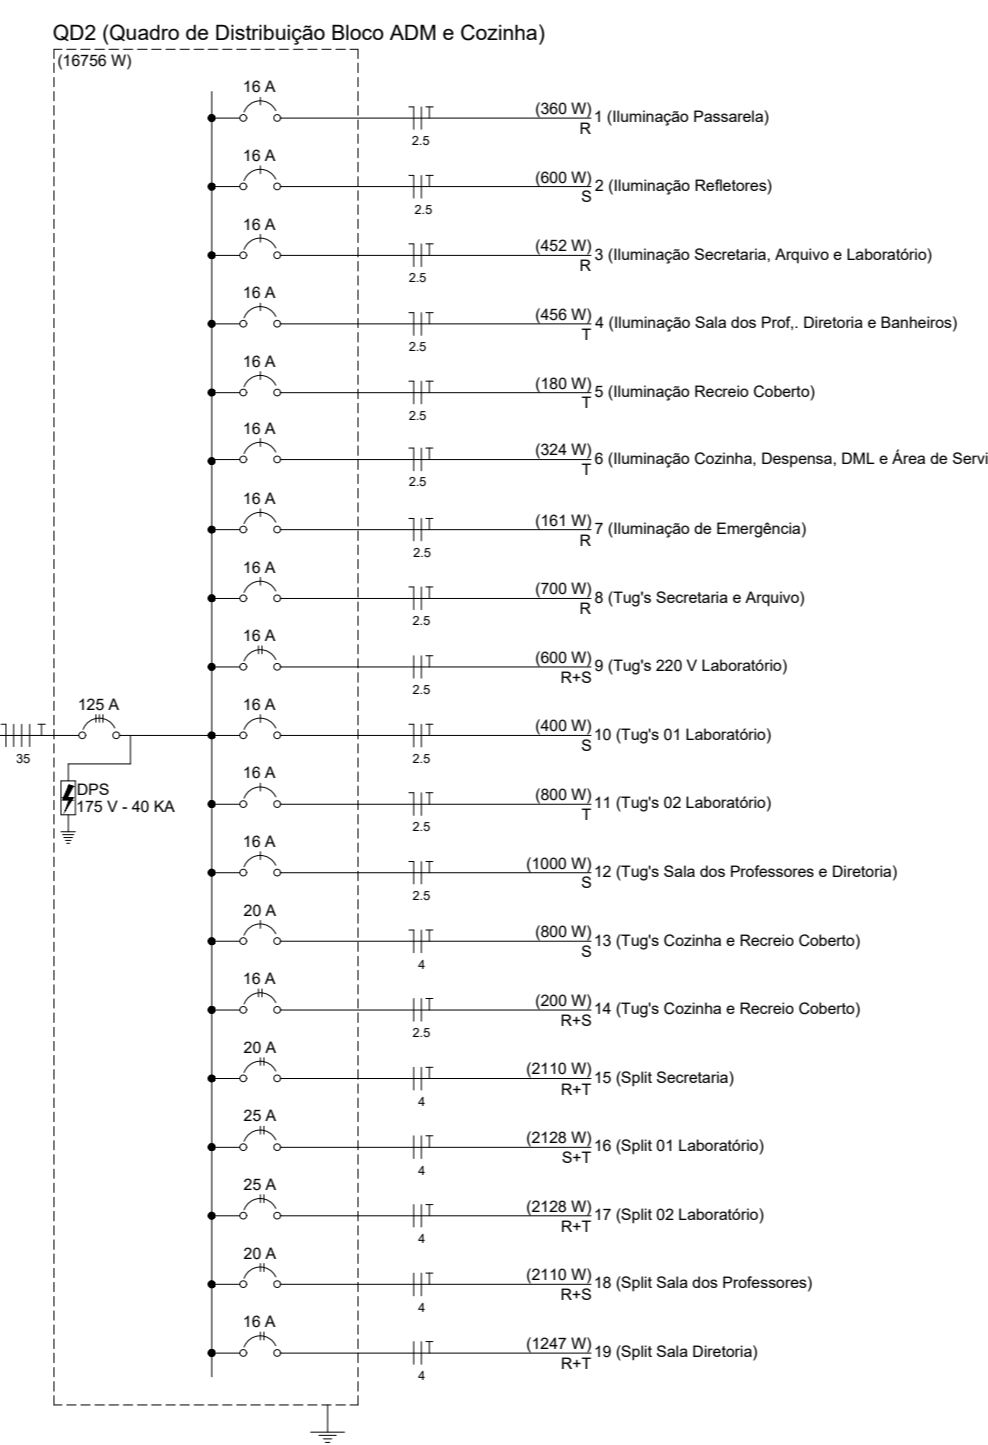 QD2 (Quadro de Distribuição Bloco ADM e Cozinha)
(16756 W)
16 A
(360 W)
1 (Iluminação Passarela)
R
T
2.5
16 A
(600 W)
2 (Iluminação Refletores)
S
T
2.5
16 A
(452 W)
3 (Iluminação Secretaria, Arquivo e Laboratório)
R
T
2.5
16 A
(456 W)
4 (Iluminação Sala dos Prof,. Diretoria e Banheiros)
T
T
2.5
16 A
(180 W)
5 (Iluminação Recreio Coberto)
T
T
2.5
16 A
(324 W)
6 (Iluminação Cozinha, Despensa, DML e Área de Servi
T
T
2.5
16 A
(161 W)
7 (Iluminação de Emergência)
R
T
2.5
16 A
(700 W)
8 (Tug's Secretaria e Arquivo)
R
T
2.5
16 A
(600 W)
9 (Tug's 220 V Laboratório)
R+S
T
2.5
125 A
T
35
DPS
175 V - 40 KA
16 A
(400 W)
10 (Tug's 01 Laboratório)
S
T
2.5
16 A
(800 W)
11 (Tug's 02 Laboratório)
T
T
2.5
16 A
(1000 W)
12 (Tug's Sala dos Professores e Diretoria)
S
T
2.5
20 A
(800 W)
13 (Tug's Cozinha e Recreio Coberto)
S
T
4
16 A
(200 W)
14 (Tug's Cozinha e Recreio Coberto)
R+S
T
2.5
20 A
(2110 W)
15 (Split Secretaria)
R+T
T
4
25 A
(2128 W)
16 (Split 01 Laboratório)
S+T
T
4
25 A
(2128 W)
17 (Split 02 Laboratório)
R+T
T
4
20 A
(2110 W)
18 (Split Sala dos Professores)
R+S
T
4
16 A
(1247 W)
19 (Split Sala Diretoria)
R+T
T
4